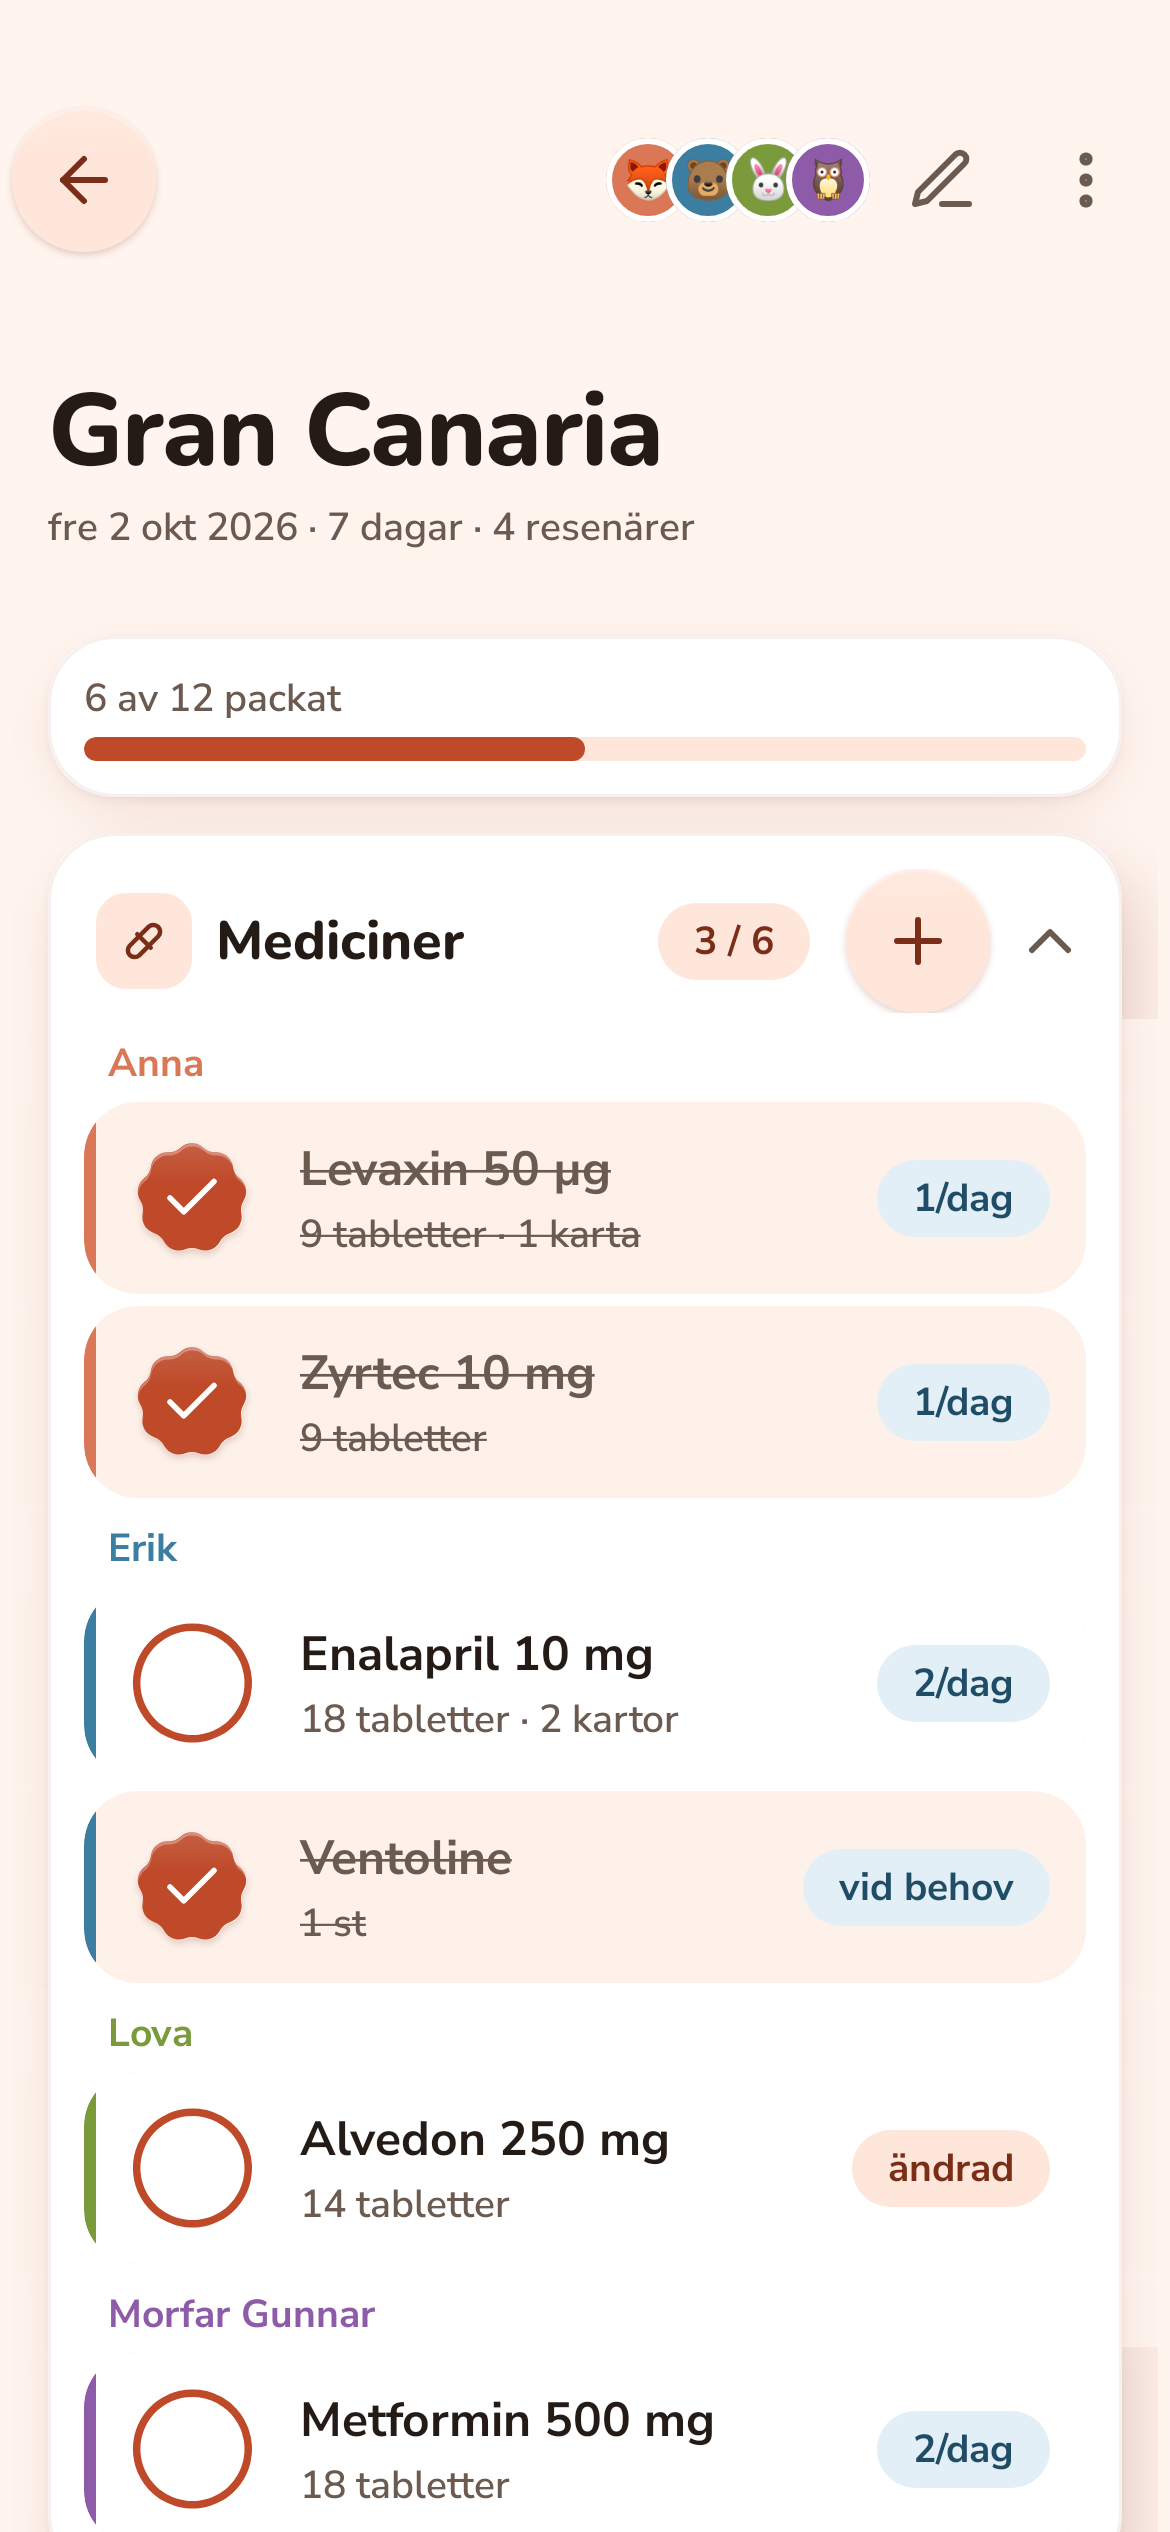 Gran Canaria
fre 2 okt 2026 · 7 dagar · 4 resenärer
6 av 12 packat
Mediciner 3 / 6
Anna
Levaxin 50 µg
9 tabletter · 1 karta
1/dag
Zyrtec 10 mg
9 tabletter
1/dag
Erik
Enalapril 10 mg
18 tabletter · 2 kartor
2/dag
Ventoline
1 st
vid behov
Lova
Alvedon 250 mg
14 tabletter
ändrad
Morfar Gunnar
Metformin 500 mg
18 tabletter
2/dag